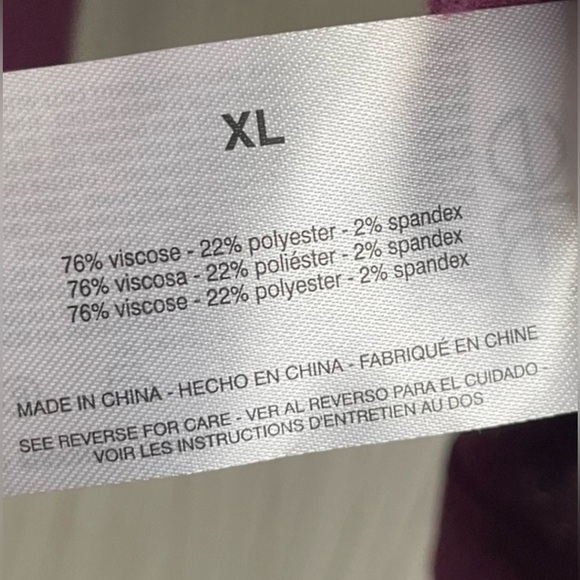 XL
76% viscose - 22% polyester - 2% spandex
76% viscosa - 22% poliéster - 2% spandex
76% viscose - 22% polyester - 2% spandex
MADE IN CHINA - HECHO EN CHINA - FABRIQUÉ EN CHINE
SEE REVERSE FOR CARE - VER AL REVERSO PARA EL CUIDADO -
VOIR LES INSTRUCTIONS D'ENTRETIEN AU DOS